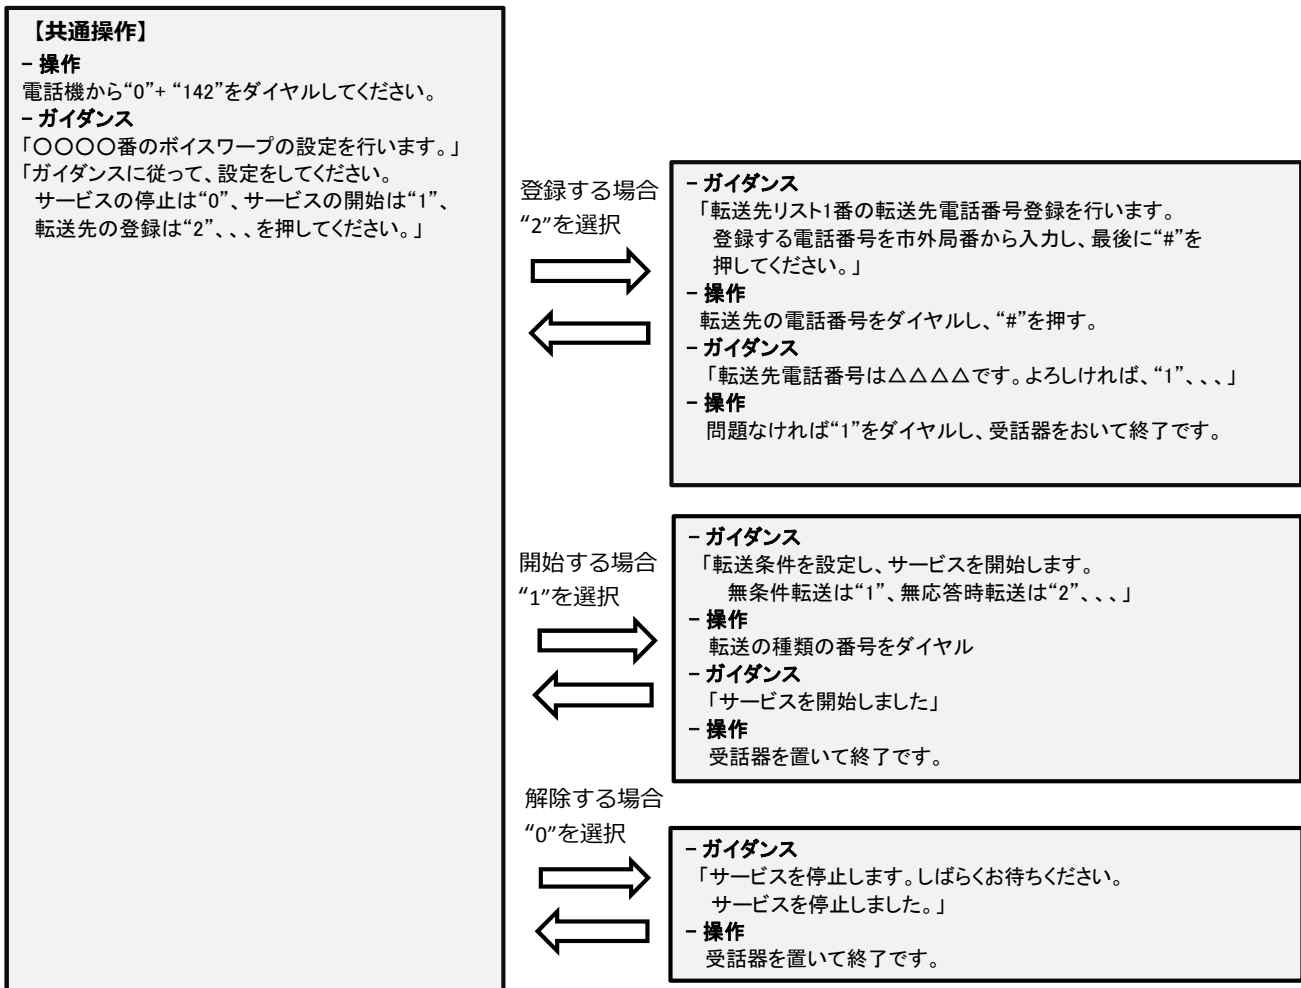 【共通操作】
− 操作
電話機から“0”+ “142”をダイヤルしてください。
− ガイダンス
「〇〇〇〇番のボイスワープの設定を行います。」
「ガイダンスに従って、設定をしてください。
サービスの停止は“0”、サービスの開始は“1”、
転送先の登録は“2”、、、を押してください。」
登録する場合
“2”を選択
− ガイダンス
「転送先リスト1番の転送先電話番号登録を行います。
登録する電話番号を市外局番から入力し、最後に“#”を
押してください。」
− 操作
転送先の電話番号をダイヤルし、“#”を押す。
− ガイダンス
「転送先電話番号は△△△△です。よろしければ、“1”、、、」
− 操作
問題なければ“1”をダイヤルし、受話器をおいて終了です。
開始する場合
“1”を選択
− ガイダンス
「転送条件を設定し、サービスを開始します。
無条件転送は“1”、無応答時転送は“2”、、、」
− 操作
転送の種類の番号をダイヤル
− ガイダンス
「サービスを開始しました」
− 操作
受話器を置いて終了です。
解除する場合
“0”を選択
− ガイダンス
「サービスを停止します。しばらくお待ちください。
サービスを停止しました。」
− 操作
受話器を置いて終了です。